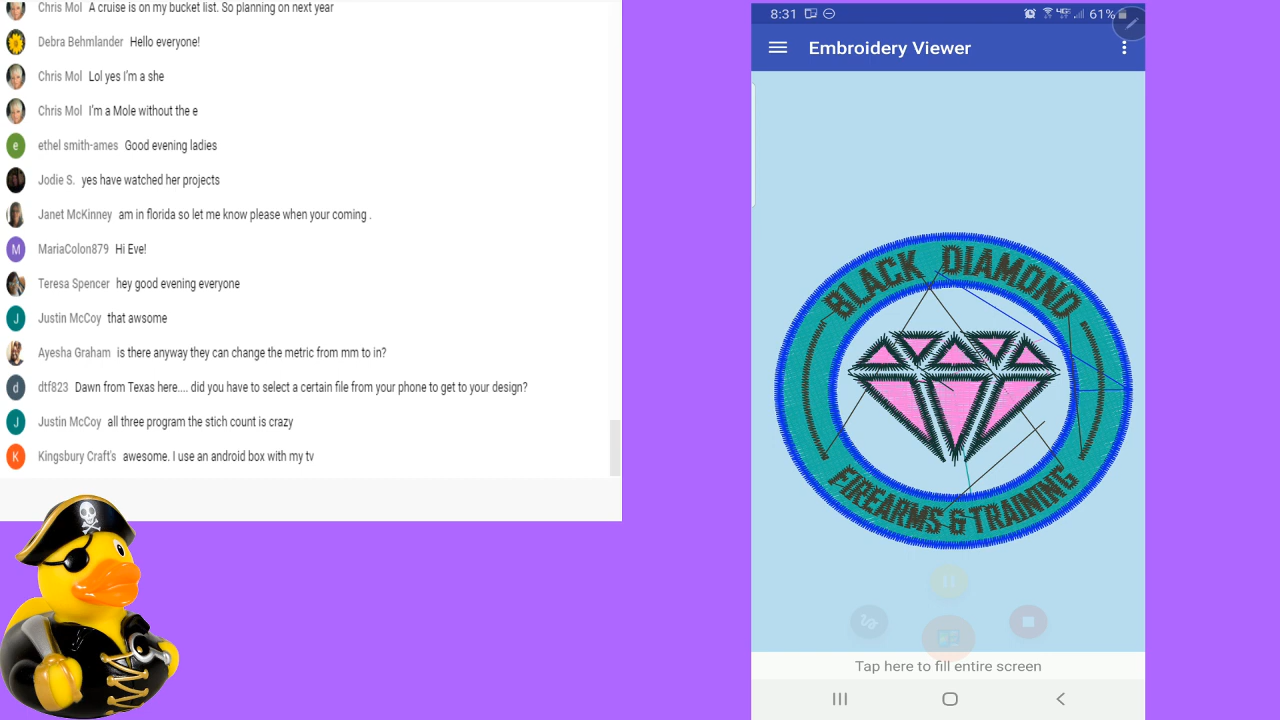 Chris Mol A cruise is on my bucket list. So planning on next year
Debra Behmlander Hello everyone!
Chris Mol Lol yes I'm a she
Chris Mol I'm a Mole without the e
e ethel smith-ames Good evening ladies
Jodie S. yes have watched her projects
Janet McKinney am in florida so let me know please when your coming .
M MariaColon879 Hi Eve!
Teresa Spencer hey good evening everyone
J Justin McCoy that awsome
Ayesha Graham is there anyway they can change the metric from mm to in?
d dtf823 Dawn from Texas here.... did you have to select a certain file from your phone to get to your design?
J Justin McCoy all three program the stich count is crazy
K Kingsbury Craft's awesome. I use an android box with my tv
8:31 61%
Embroidery Viewer
BLACK DIAMOND
FIREARMS & TRAINING
Tap here to fill entire screen